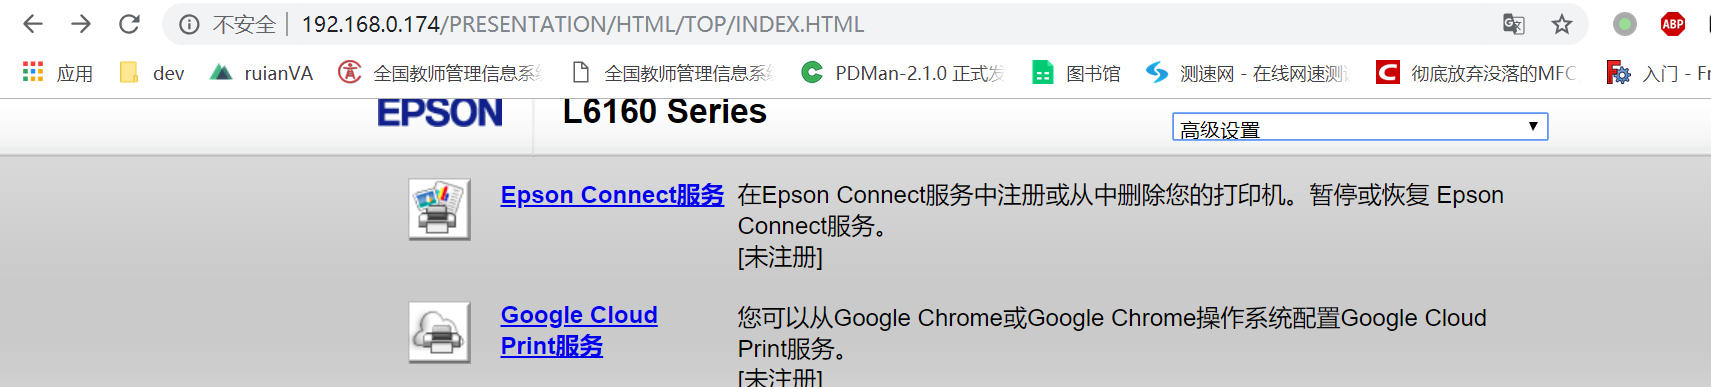 不安全 | 192.168.0.174/PRESENTATION/HTML/TOP/INDEX.HTML
ABP
应用 dev ruianVA 全国教师管理信息系 全国教师管理信息系 PDMan-2.1.0 正式发 图书馆 测速网 - 在线网速测 彻底放弃没落的MFC 入门 - Fr
EPSON L6160 Series
高级设置
Epson Connect服务
在Epson Connect服务中注册或从中删除您的打印机。暂停或恢复 Epson
Connect服务。
[未注册]
Google Cloud
Print服务
您可以从Google Chrome或Google Chrome操作系统配置Google Cloud
Print服务。
[未注册]